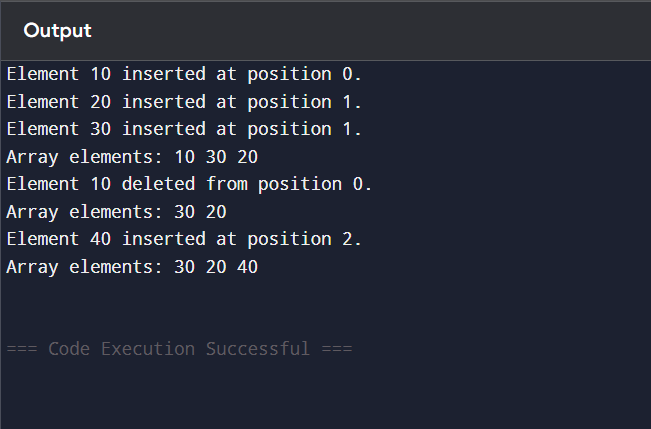 Output
Element 10 inserted at position 0.
Element 20 inserted at position 1.
Element 30 inserted at position 1.
Array elements: 10 30 20
Element 10 deleted from position 0.
Array elements: 30 20
Element 40 inserted at position 2.
Array elements: 30 20 40
=== Code Execution Successful ===